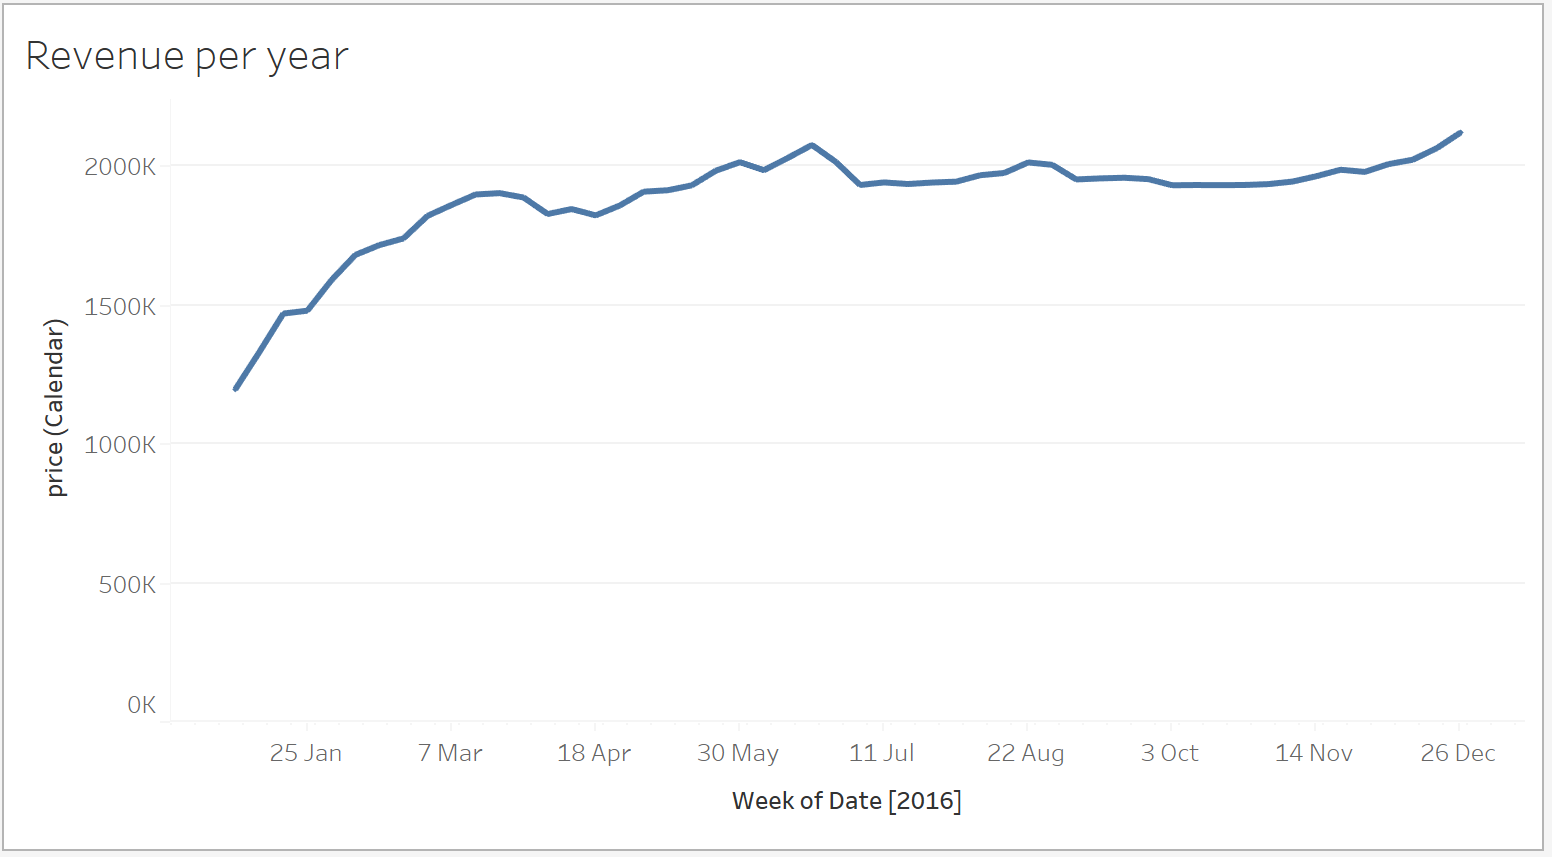 Revenue per year
price (Calendar)
2000K
1500K
1000K
500K
0K
25 Jan 7 Mar 18 Apr 30 May 11 Jul 22 Aug 3 Oct 14 Nov 26 Dec
Week of Date [2016]